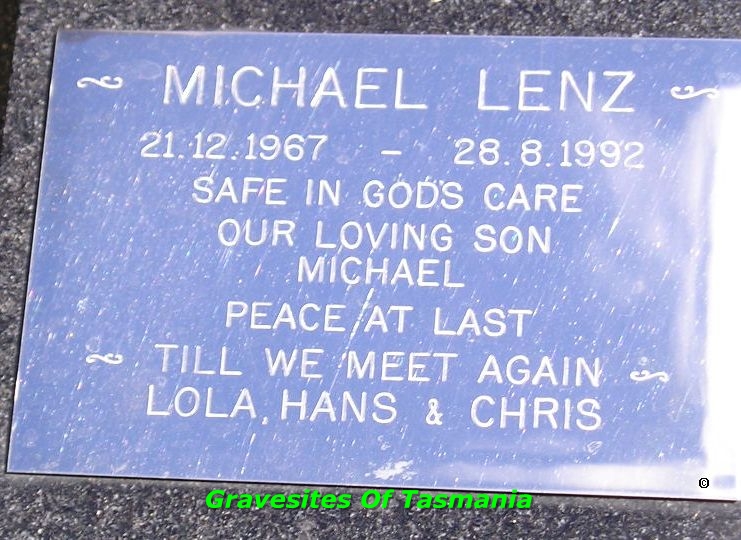 ~ MICHAEL LENZ ~
21.12.1967 - 28.8.1992
SAFE IN GOD'S CARE
OUR LOVING SON
MICHAEL
PEACE AT LAST
~ TILL WE MEET AGAIN ~
LOLA, HANS & CHRIS
©
Gravesites Of Tasmania